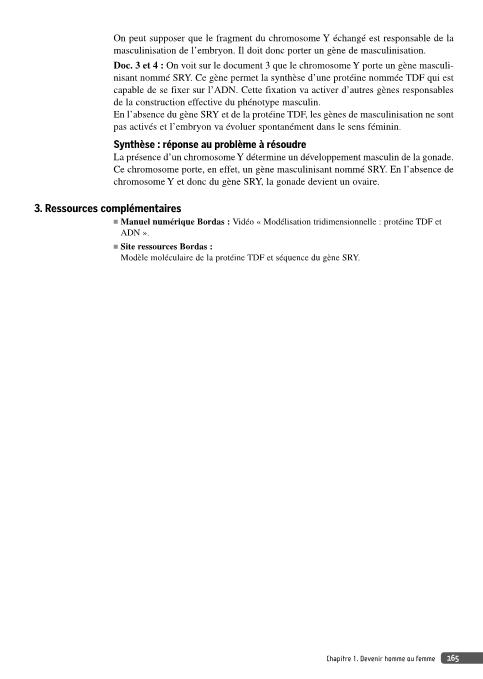 On peut supposer que le fragment du chromosome Y échangé est responsable de la
masculinisation de l'embryon. Il doit donc porter un gène de masculinisation.
Doc. 3 et 4 : On voit sur le document 3 que le chromosome Y porte un gène masculi-
nisant nommé SRY. Ce gène permet la synthèse d'une protéine nommée TDF qui est
capable de se fixer sur l'ADN. Cette fixation va activer d'autres gènes responsables
de la construction effective du phénotype masculin.
En l'absence du gène SRY et de la protéine TDF, les gènes de masculinisation ne sont
pas activés et l'embryon va évoluer spontanément dans le sens féminin.
Synthèse : réponse au problème à résoudre
La présence d'un chromosome Y détermine un développement masculin de la gonade.
Ce chromosome porte, en effet, un gène masculinisant nommé SRY. En l'absence de
chromosome Y et donc du gène SRY, la gonade devient un ovaire.
3. Ressources complémentaires
■ Manuel numérique Bordas : Vidéo « Modélisation tridimensionnelle : protéine TDF et
ADN ».
■ Site ressources Bordas :
Modèle moléculaire de la protéine TDF et séquence du gène SRY.
Chapitre 1. Devenir homme ou femme 165